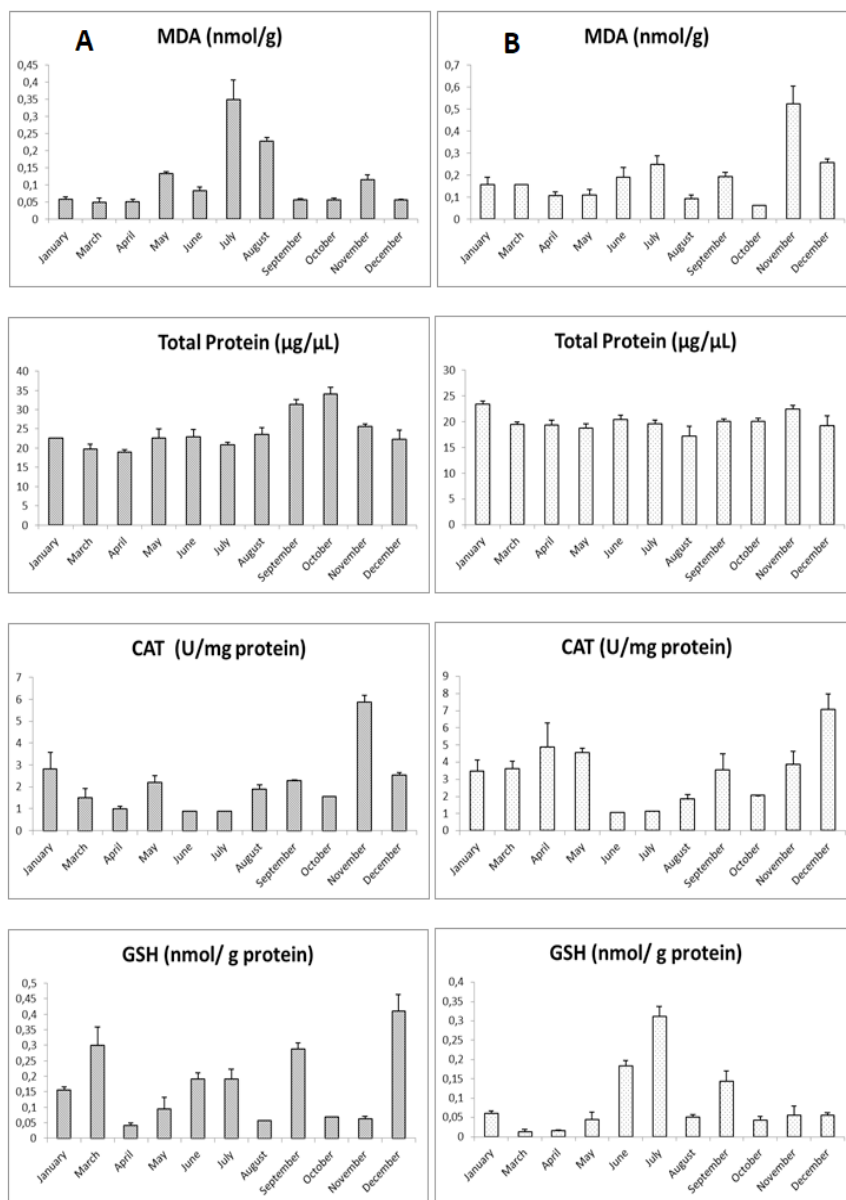 A
MDA (nmol/g)
0,45
0,4
0,35
0,3
0,25
0,2
0,15
0,1
0,05
0
January
March
April
May
June
July
August
September
October
November
December
B
MDA (nmol/g)
0,7
0,6
0,5
0,4
0,3
0,2
0,1
0
January
March
April
May
June
July
August
September
October
November
December
Total Protein (µg/µL)
40
35
30
25
20
15
10
5
0
January
March
April
May
June
July
August
September
October
November
December
Total Protein (µg/µL)
30
25
20
15
10
5
0
January
March
April
May
June
July
August
September
October
November
December
CAT (U/mg protein)
7
6
5
4
3
2
1
0
January
March
April
May
June
July
August
September
October
November
December
CAT (U/mg protein)
9
8
7
6
5
4
3
2
1
0
January
March
April
May
June
July
August
September
October
November
December
GSH (nmol/ g protein)
0,5
0,45
0,4
0,35
0,3
0,25
0,2
0,15
0,1
0,05
0
January
March
April
May
June
July
August
September
October
November
December
GSH (nmol/ g protein)
0,4
0,35
0,3
0,25
0,2
0,15
0,1
0,05
0
January
March
April
May
June
July
August
September
October
November
December